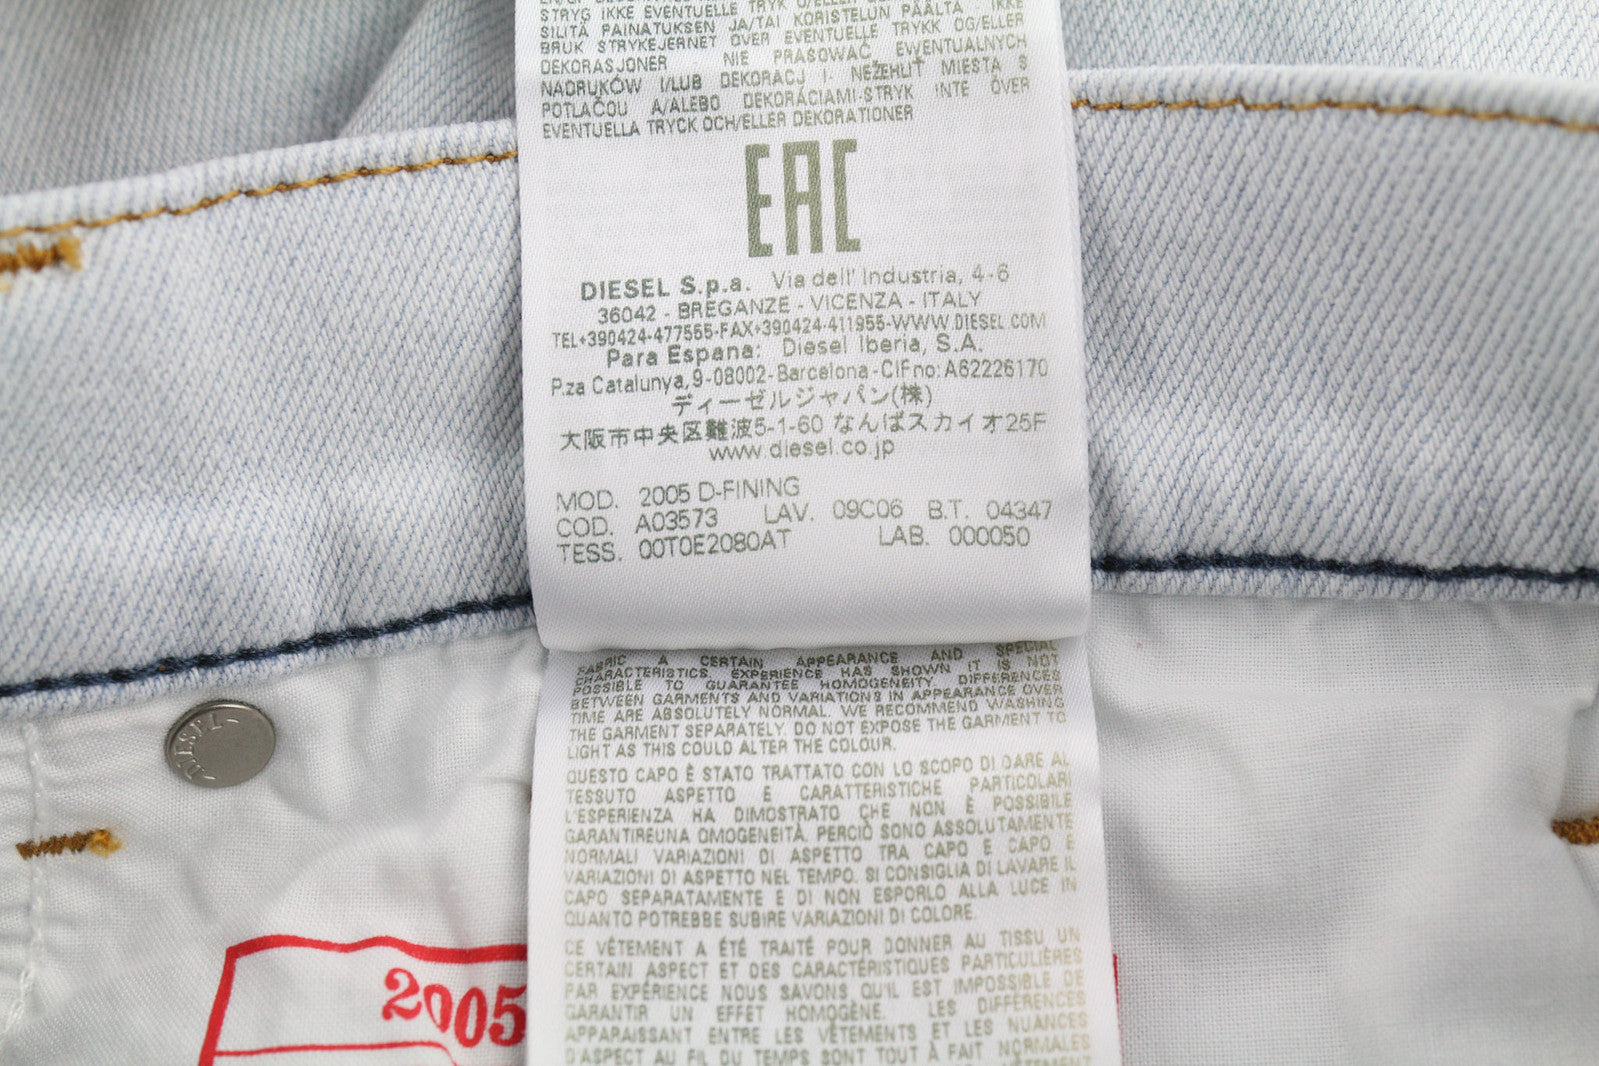 STRYG IKKE EVENTUELLE TRYK O/ELLER
SILITÄ PAINATUKSEN JA/TAI KORISTELUN PÄÄLTÄ IKKE
BRUK STRYKEJERNET OVER EVENTUELLE TRYKK OG/ELLER
DEKORASJONER NIE PRASOWAĆ EWENTUALNYCH
NADRUKÓW I/LUB DEKORACJI. NEŽEHLIT MIESTA S
POTLAČOU A/ALEBO DEKORÁCIAMI-STRYK INTE ÖVER
EVENTUELLA TRYCK OCH/ELLER DEKORATIONER
EAC
DIESEL S.p.a. Via dell' Industria, 4-6
36042 - BREGANZE - VICENZA - ITALY
TEL+390424-477555-FAX+390424-411955-WWW.DIESEL.COM
Para Espana: Diesel Iberia, S.A.
P.za Catalunya,9-08002-Barcelona-CIFno:A62226170
ディーゼルジャパン(株)
大阪市中央区難波5-1-60 なんばスカイオ25F
www.diesel.co.jp
MOD. 2005 D-FINING
COD. A03573 LAV. 09C06 B.T. 04347
TESS. 00T0E2080AT LAB. 000050
FABRIC A CERTAIN APPEARANCE AND SPECIAL
CHARACTERISTICS. EXPERIENCE HAS SHOWN IT IS NOT
POSSIBLE TO GUARANTEE HOMOGENEITY. DIFFERENCES
BETWEEN GARMENTS AND VARIATIONS IN APPEARANCE OVER
TIME ARE ABSOLUTELY NORMAL. WE RECOMMEND WASHING
THE GARMENT SEPARATELY. DO NOT EXPOSE THE GARMENT TO
LIGHT AS THIS COULD ALTER THE COLOUR.
QUESTO CAPO È STATO TRATTATO CON LO SCOPO DI DARE AL
TESSUTO ASPETTO E CARATTERISTICHE PARTICOLARI
L'ESPERIENZA HA DIMOSTRATO CHE NON È POSSIBILE
GARANTIREUNA OMOGENEITÀ. PERCIÒ SONO ASSOLUTAMENTE
NORMALI VARIAZIONI DI ASPETTO TRA CAPO E CAPO E
VARIAZIONI DI ASPETTO NEL TEMPO. SI CONSIGLIA DI LAVARE IL
CAPO SEPARATAMENTE E DI NON ESPORLO ALLA LUCE IN
QUANTO POTREBBE SUBIRE VARIAZIONI DI COLORE.
CE VÊTEMENT A ÉTÉ TRAITÉ POUR DONNER AU TISSU UN
CERTAIN ASPECT ET DES CARACTÉRISTIQUES PARTICULIÈRES
PAR EXPÉRIENCE NOUS SAVONS QU'IL EST IMPOSSIBLE DE
GARANTIR UN EFFET HOMOGÈNE. LES DIFFÉRENCES
APPARAISSANT ENTRE LES VÊTEMENTS ET LES NUANCES
D'ASPECT AU FIL DU TEMPS SONT TOUT À FAIT NORMALES
VÊTEMENT
DIESEL
2005